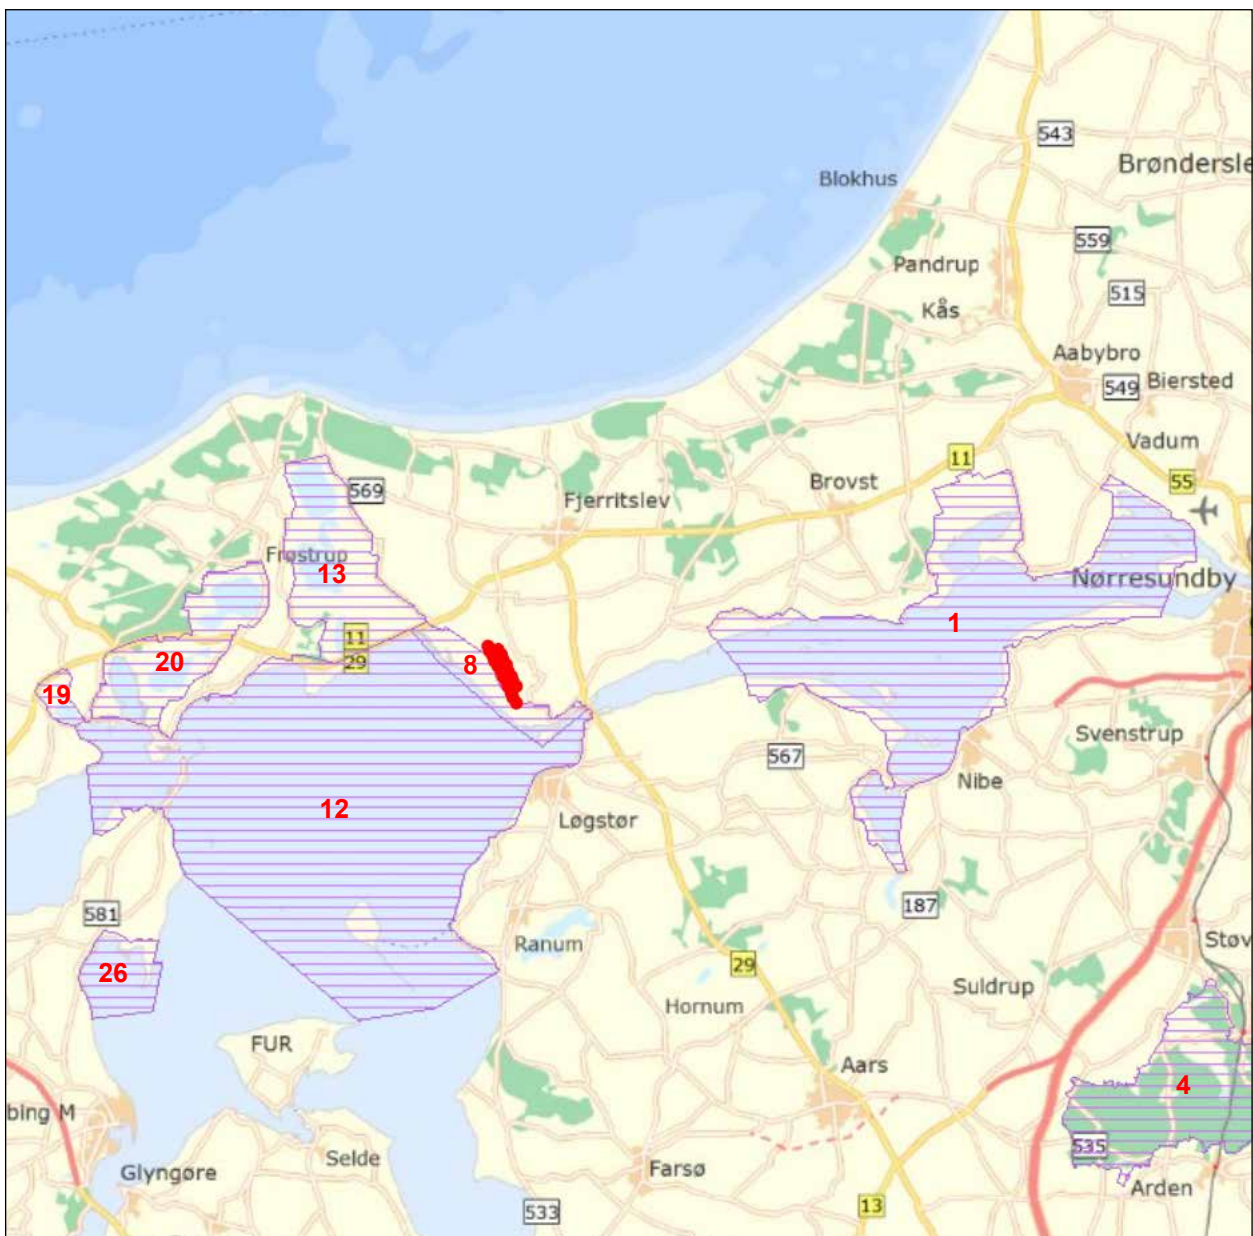 543
Brøndersle
Blokhus
559
Pandrup
515
Kås
Aabybro
549
Biersted
Vadum
11
55
Brovst
569
Fjerritslev
Frøstrup
13
Nørresundby
1
11
29
8
20
19
Svenstrup
567
Nibe
12
Løgstør
187
581
Ranum
Støv
29
26
Suldrup
Hornum
FUR
Aars
4
bing M
535
Selde
Farsø
Glyngøre
Arden
13
533